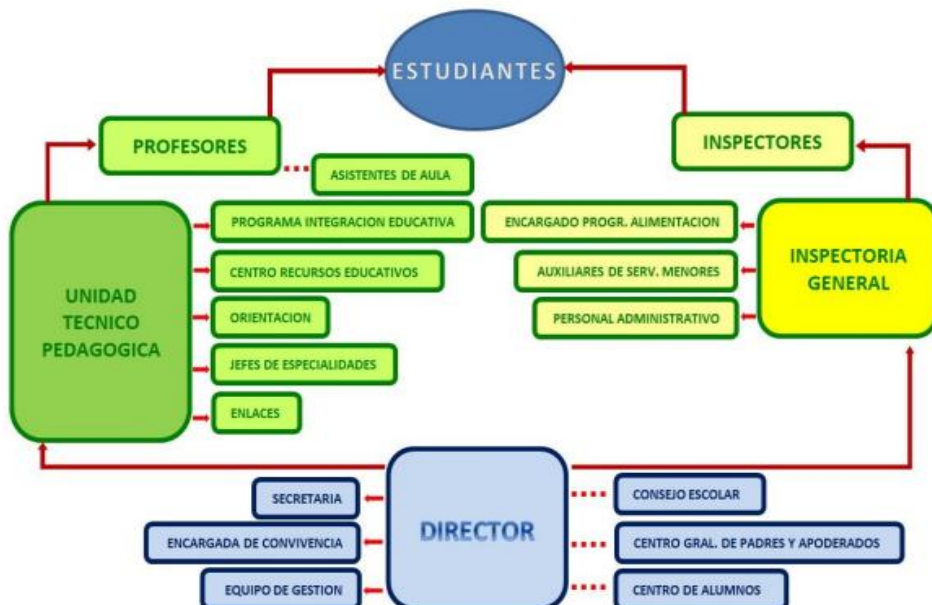 ESTUDIANTES
PROFESORES
INSPECTORES
ASISTENTES DE AULA
PROGRAMA INTEGRACION EDUCATIVA
ENCARGADO PROGR. ALIMENTACION
CENTRO RECURSOS EDUCATIVOS
AUXILIARES DE SERV. MENORES
INSPECTORIA
GENERAL
UNIDAD
TECNICO
PEDAGOGICA
ORIENTACION
PERSONAL ADMINISTRATIVO
JEFES DE ESPECIALIDADES
ENLACES
SECRETARIA
CONSEJO ESCOLAR
DIRECTOR
ENCARGADA DE CONVIVENCIA
CENTRO GRAL. DE PADRES Y APODERADOS
EQUIPO DE GESTION
CENTRO DE ALUMNOS